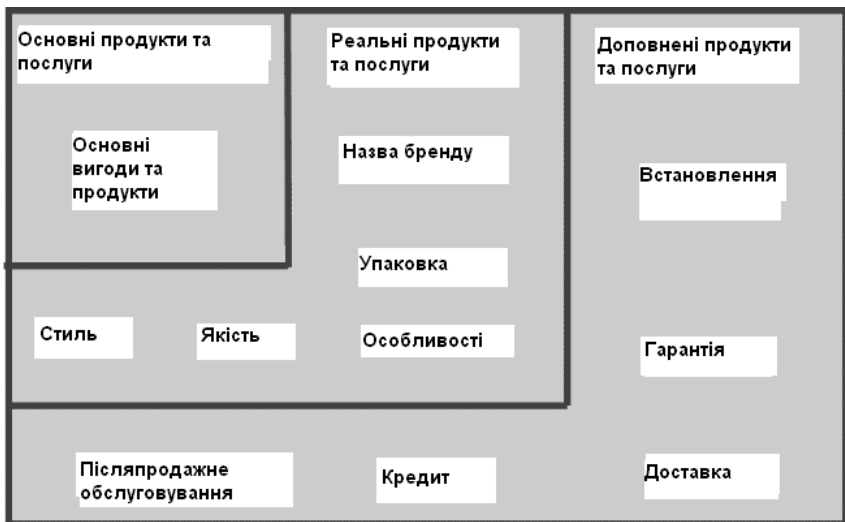 Основні продукти та
послуги
Реальні продукти
та послуги
Доповнені продукти
та послуги
Основні
вигоди та
продукти
Назва бренду
Встановлення
Упаковка
Стиль
Якість
Особливості
Гарантія
Післяпродажне
обслуговування
Кредит
Доставка